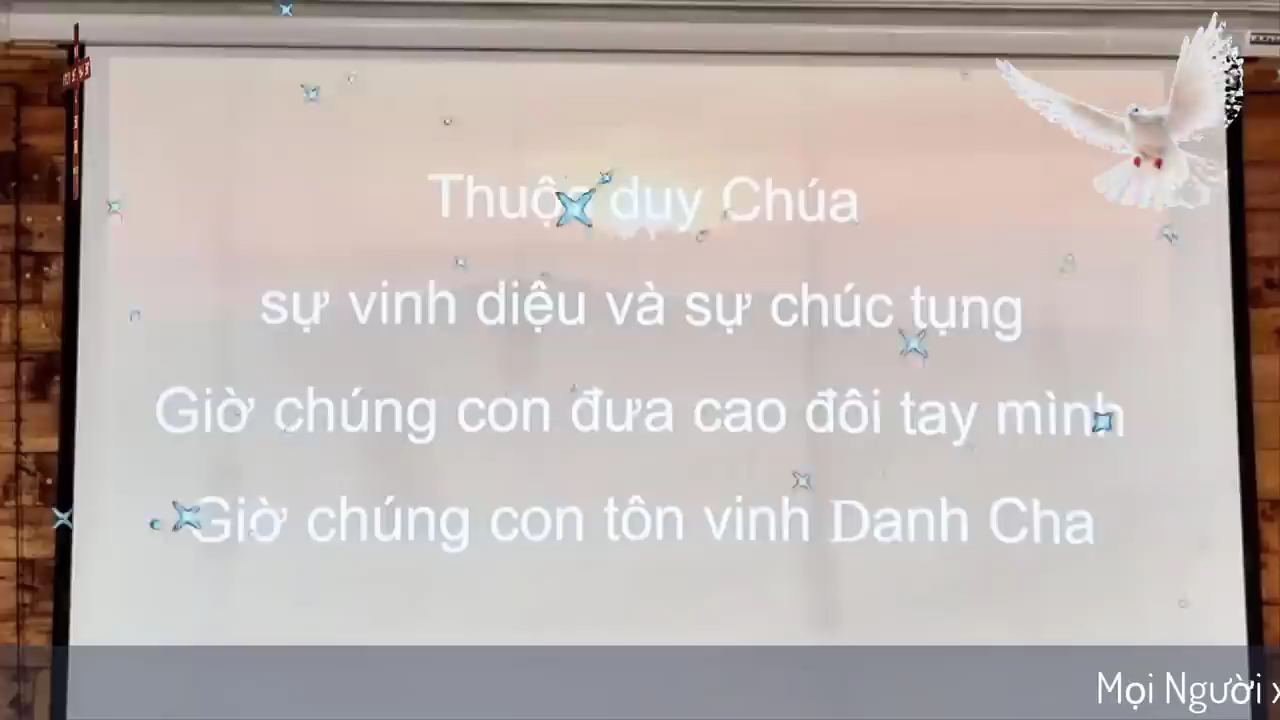 Thuộc duy Chúa
sự vinh diệu và sự chúc tụng
Giờ chúng con đưa cao đôi tay mình
Giờ chúng con tôn vinh Danh Cha
Mọi Người